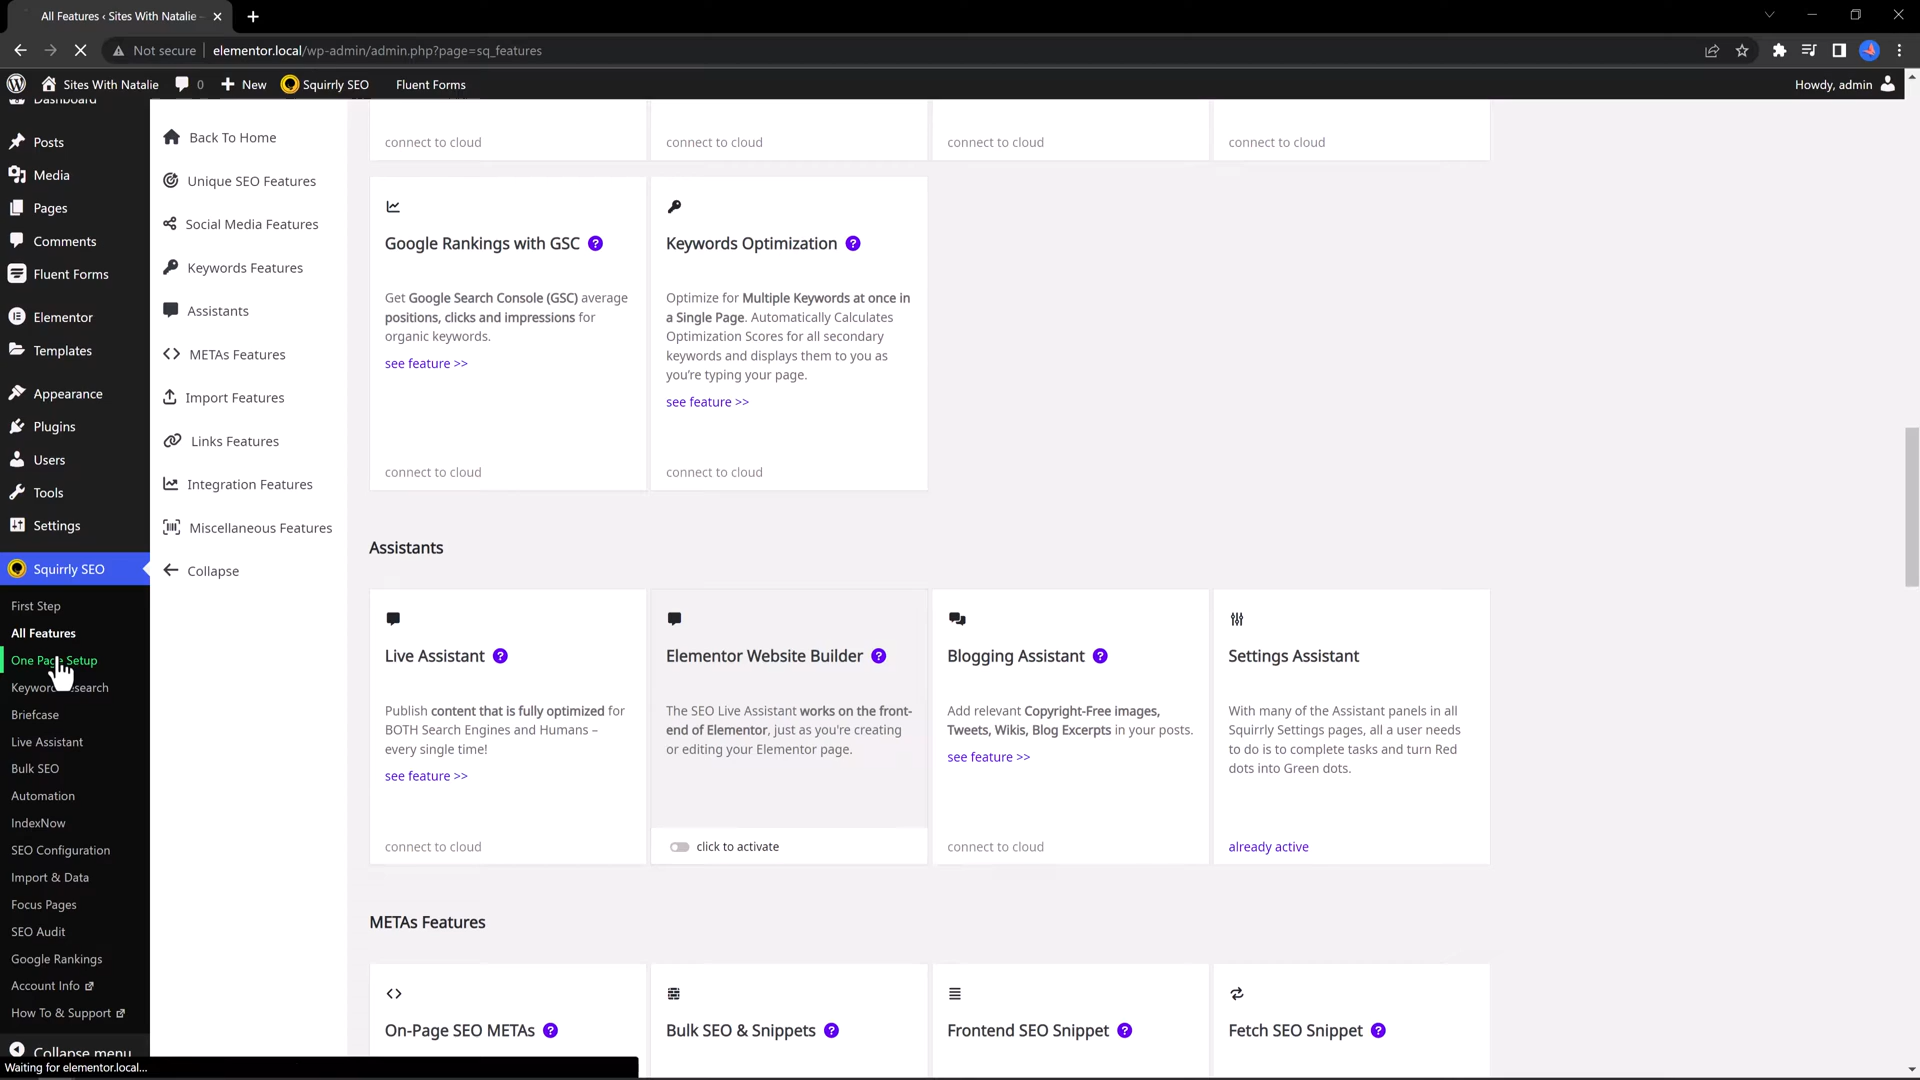 All Features ‹ Sites With Natalie
Not secure
elementor.local/wp-admin/admin.php?page=sq_features
Sites With Natalie
0
New
Squirrly SEO
Fluent Forms
Howdy, admin
Dashboard
Posts
Media
Pages
Comments
Fluent Forms
Elementor
Templates
Appearance
Plugins
Users
Tools
Settings
Squirrly SEO
First Step
All Features
One Page Setup
Keyword Research
Briefcase
Live Assistant
Bulk SEO
Automation
IndexNow
SEO Configuration
Import & Data
Focus Pages
SEO Audit
Google Rankings
Account Info
How To & Support
Collapse menu
Waiting for elementor.local...
Back To Home
Unique SEO Features
Social Media Features
Keywords Features
Assistants
METAs Features
Import Features
Links Features
Integration Features
Miscellaneous Features
Collapse
connect to cloud
connect to cloud
connect to cloud
connect to cloud
Google Rankings with GSC ?
Get Google Search Console (GSC) average
positions, clicks and impressions for
organic keywords.
see feature >>
connect to cloud
Keywords Optimization ?
Optimize for Multiple Keywords at once in
a Single Page. Automatically Calculates
Optimization Scores for all secondary
keywords and displays them to you as
you're typing your page.
see feature >>
connect to cloud
Assistants
Live Assistant ?
Publish content that is fully optimized for
BOTH Search Engines and Humans –
every single time!
see feature >>
connect to cloud
Elementor Website Builder ?
The SEO Live Assistant works on the front-
end of Elementor, just as you're creating
or editing your Elementor page.
click to activate
Blogging Assistant ?
Add relevant Copyright-Free images,
Tweets, Wikis, Blog Excerpts in your posts.
see feature >>
connect to cloud
Settings Assistant
With many of the Assistant panels in all
Squirrly Settings pages, all a user needs
to do is to complete tasks and turn Red
dots into Green dots.
already active
METAs Features
On-Page SEO METAs ?
Bulk SEO & Snippets ?
Frontend SEO Snippet ?
Fetch SEO Snippet ?